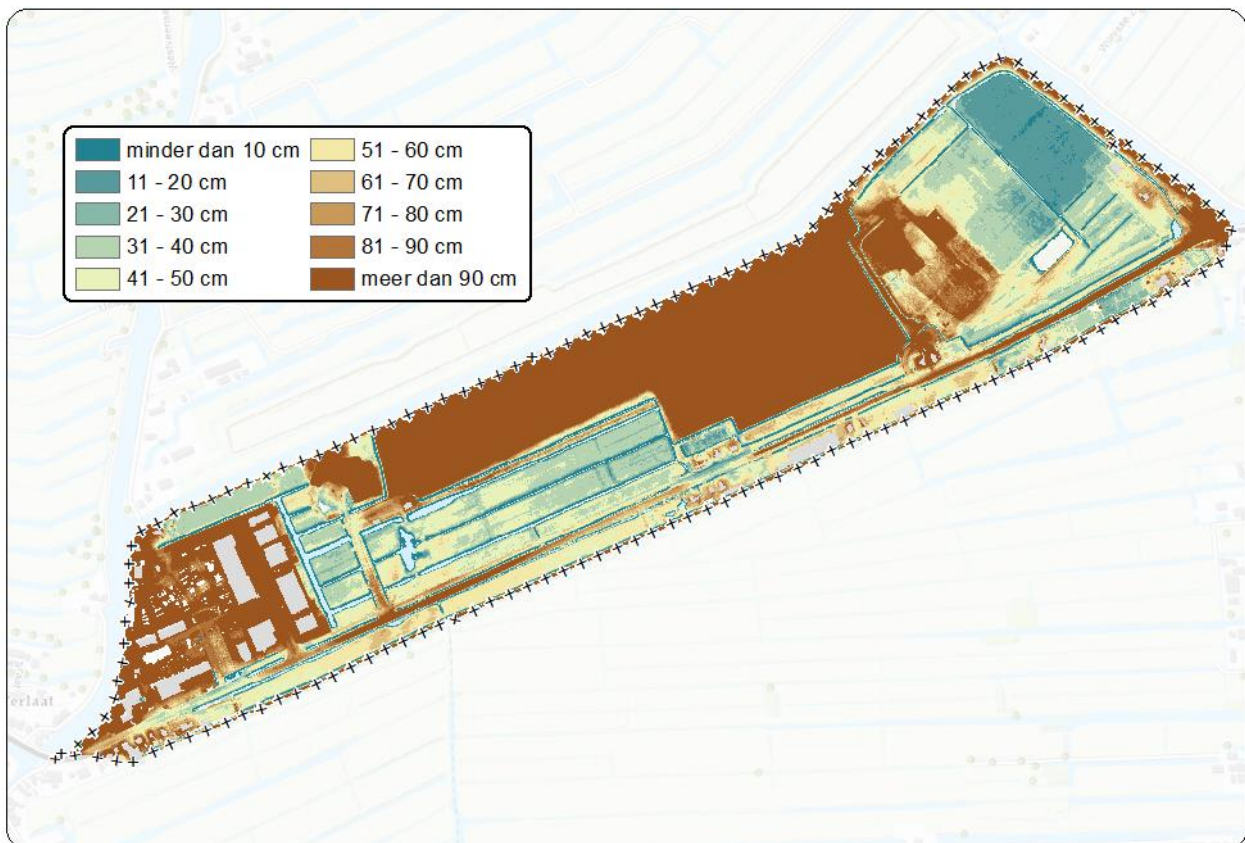 minder dan 10 cm
11 - 20 cm
21 - 30 cm
31 - 40 cm
41 - 50 cm
51 - 60 cm
61 - 70 cm
71 - 80 cm
81 - 90 cm
meer dan 90 cm
erlaat